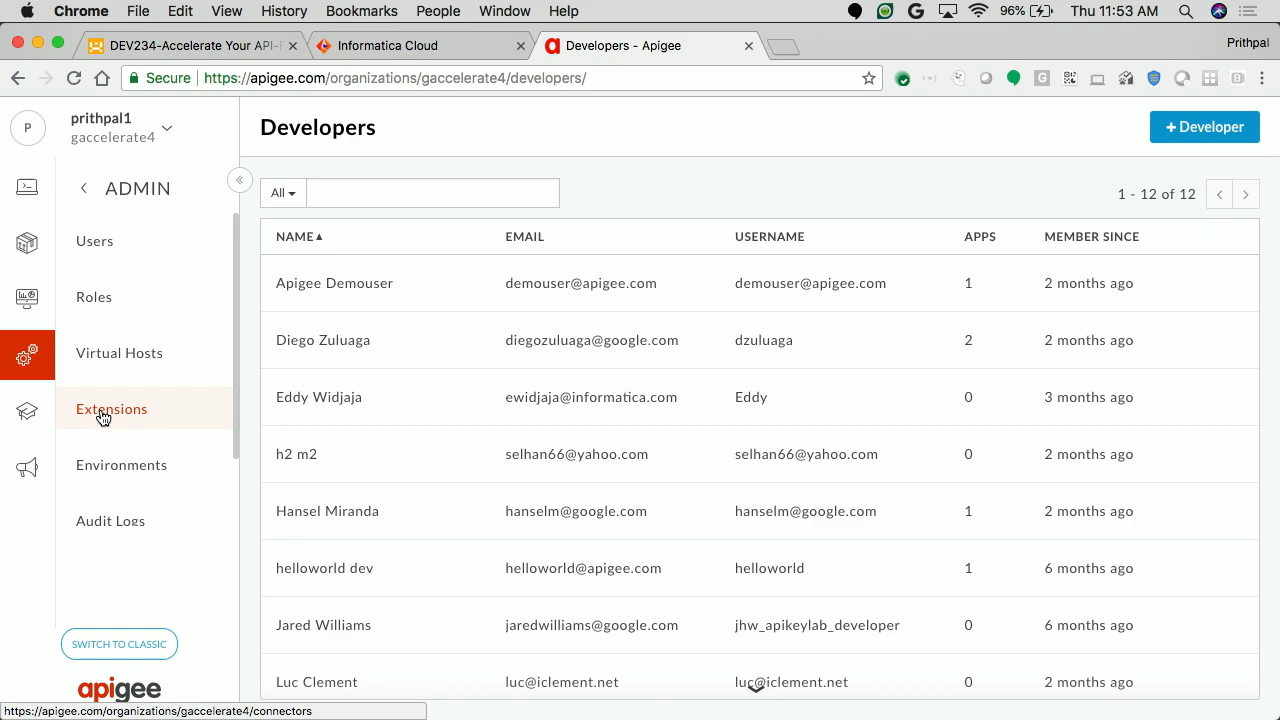 Chrome File Edit View History Bookmarks People Window Help 96% Thu 11:53 AM
DEV234-Accelerate Your API-F Informatica Cloud Developers - Apigee Prithpal
Secure https://apigee.com/organizations/gaccelerate4/developers/
P prithpal1
gaccelerate4
Developers
+ Developer
ADMIN
Users
Roles
Virtual Hosts
Extensions
Environments
Audit Logs
SWITCH TO CLASSIC
apigee
All 1 - 12 of 12
NAME EMAIL USERNAME APPS MEMBER SINCE
Apigee Demouser demouser@apigee.com demouser@apigee.com 1 2 months ago
Diego Zuluaga diegozuluaga@google.com dzuluaga 2 2 months ago
Eddy Widjaja ewidjaja@informatica.com Eddy 0 3 months ago
h2 m2 selhan66@yahoo.com selhan66@yahoo.com 0 2 months ago
Hansel Miranda hanselm@google.com hanselm@google.com 1 2 months ago
helloworld dev helloworld@apigee.com helloworld 1 6 months ago
Jared Williams jaredwilliams@google.com jhw_apikeylab_developer 0 6 months ago
Luc Clement luc@iclement.net luc@iclement.net 0 2 months ago
https://apigee.com/organizations/gaccelerate4/connectors